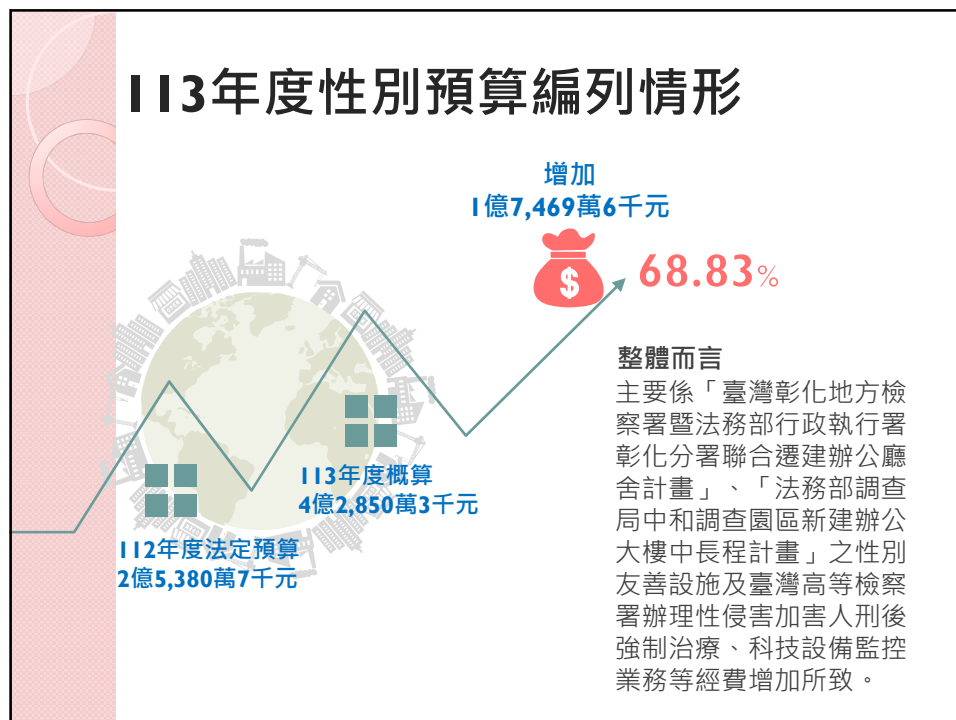 113年度性別預算編列情形
增加
1億7,469萬6千元
$
68.83%
整體而言
主要係「臺灣彰化地方檢
察署暨法務部行政執行署
彰化分署聯合遷建辦公廳
舍計畫」、「法務部調查
局中和調查園區新建辦公
大樓中長程計畫」之性別
友善設施及臺灣高等檢察
署辦理性侵害加害人刑後
強制治療、科技設備監控
業務等經費增加所致。
113年度概算
4億2,850萬3千元
112年度法定預算
2億5,380萬7千元